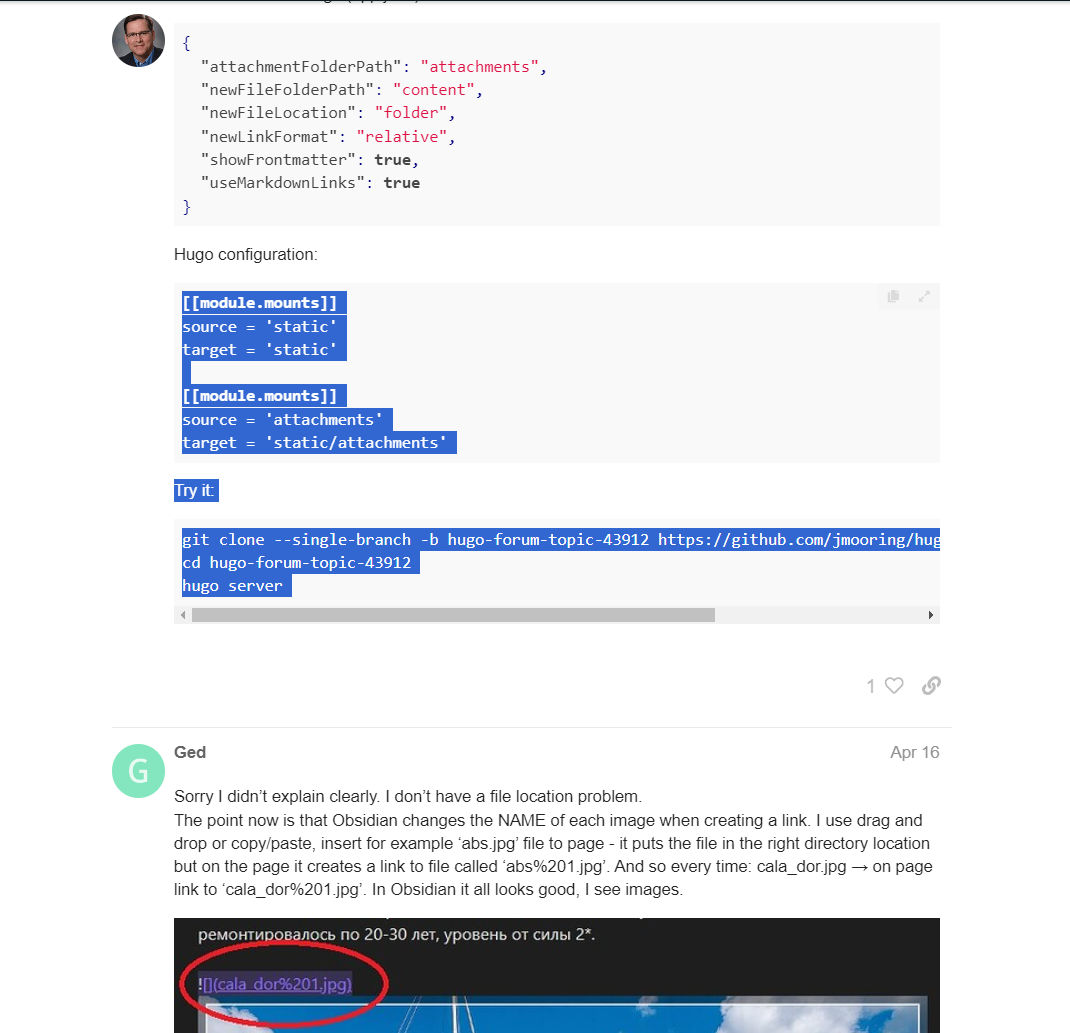 {
"attachmentFolderPath": "attachments",
"newFileFolderPath": "content",
"newFileLocation": "folder",
"newLinkFormat": "relative",
"showFrontmatter": true,
"useMarkdownLinks": true
}
Hugo configuration:
[[module.mounts]]
source = 'static'
target = 'static'
[[module.mounts]]
source = 'attachments'
target = 'static/attachments'
Try it:
git clone --single-branch -b hugo-forum-topic-43912 https://github.com/jmooring/hug
cd hugo-forum-topic-43912
hugo server
1
G
Ged
Apr 16
Sorry I didn’t explain clearly. I don’t have a file location problem.
The point now is that Obsidian changes the NAME of each image when creating a link. I use drag and
drop or copy/paste, insert for example ‘abs.jpg’ file to page - it puts the file in the right directory location
but on the page it creates a link to file called ‘abs%201.jpg’. And so every time: cala_dor.jpg → on page
link to ‘cala_dor%201.jpg’. In Obsidian it all looks good, I see images.
ремонтировалось по 20-30 лет, уровень от силы 2*.
![](cala_dor%201.jpg)